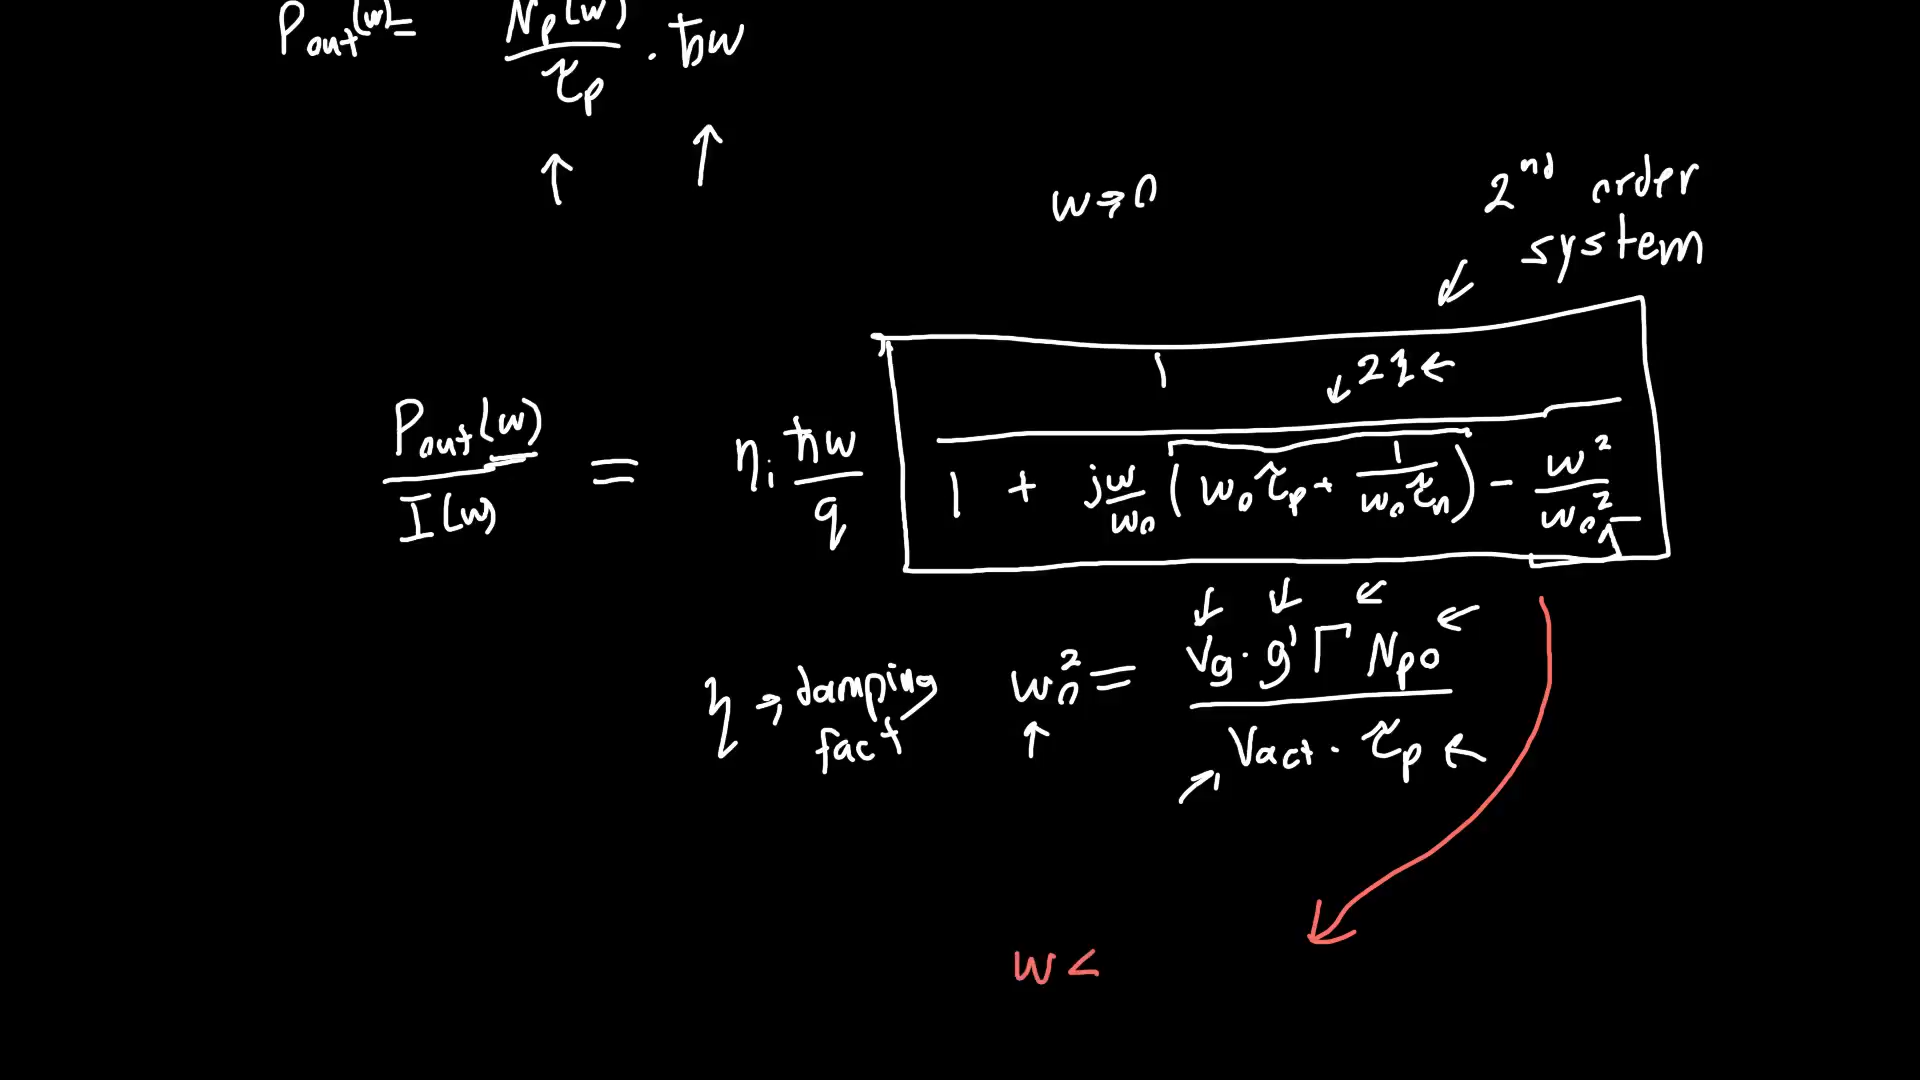 Pout(w) = Np(w)/τp · ħw
w → 0
2nd order
system
2ξ
Pout(w)/I(w) = ηi ħw/q 1/(1 + jw/w0 (w0τp + 1/(w0τn)) - w²/w0²)
ξ → damping
fact
w0² = Vg · g' Γ Np0 / (Vact · τp)
w <